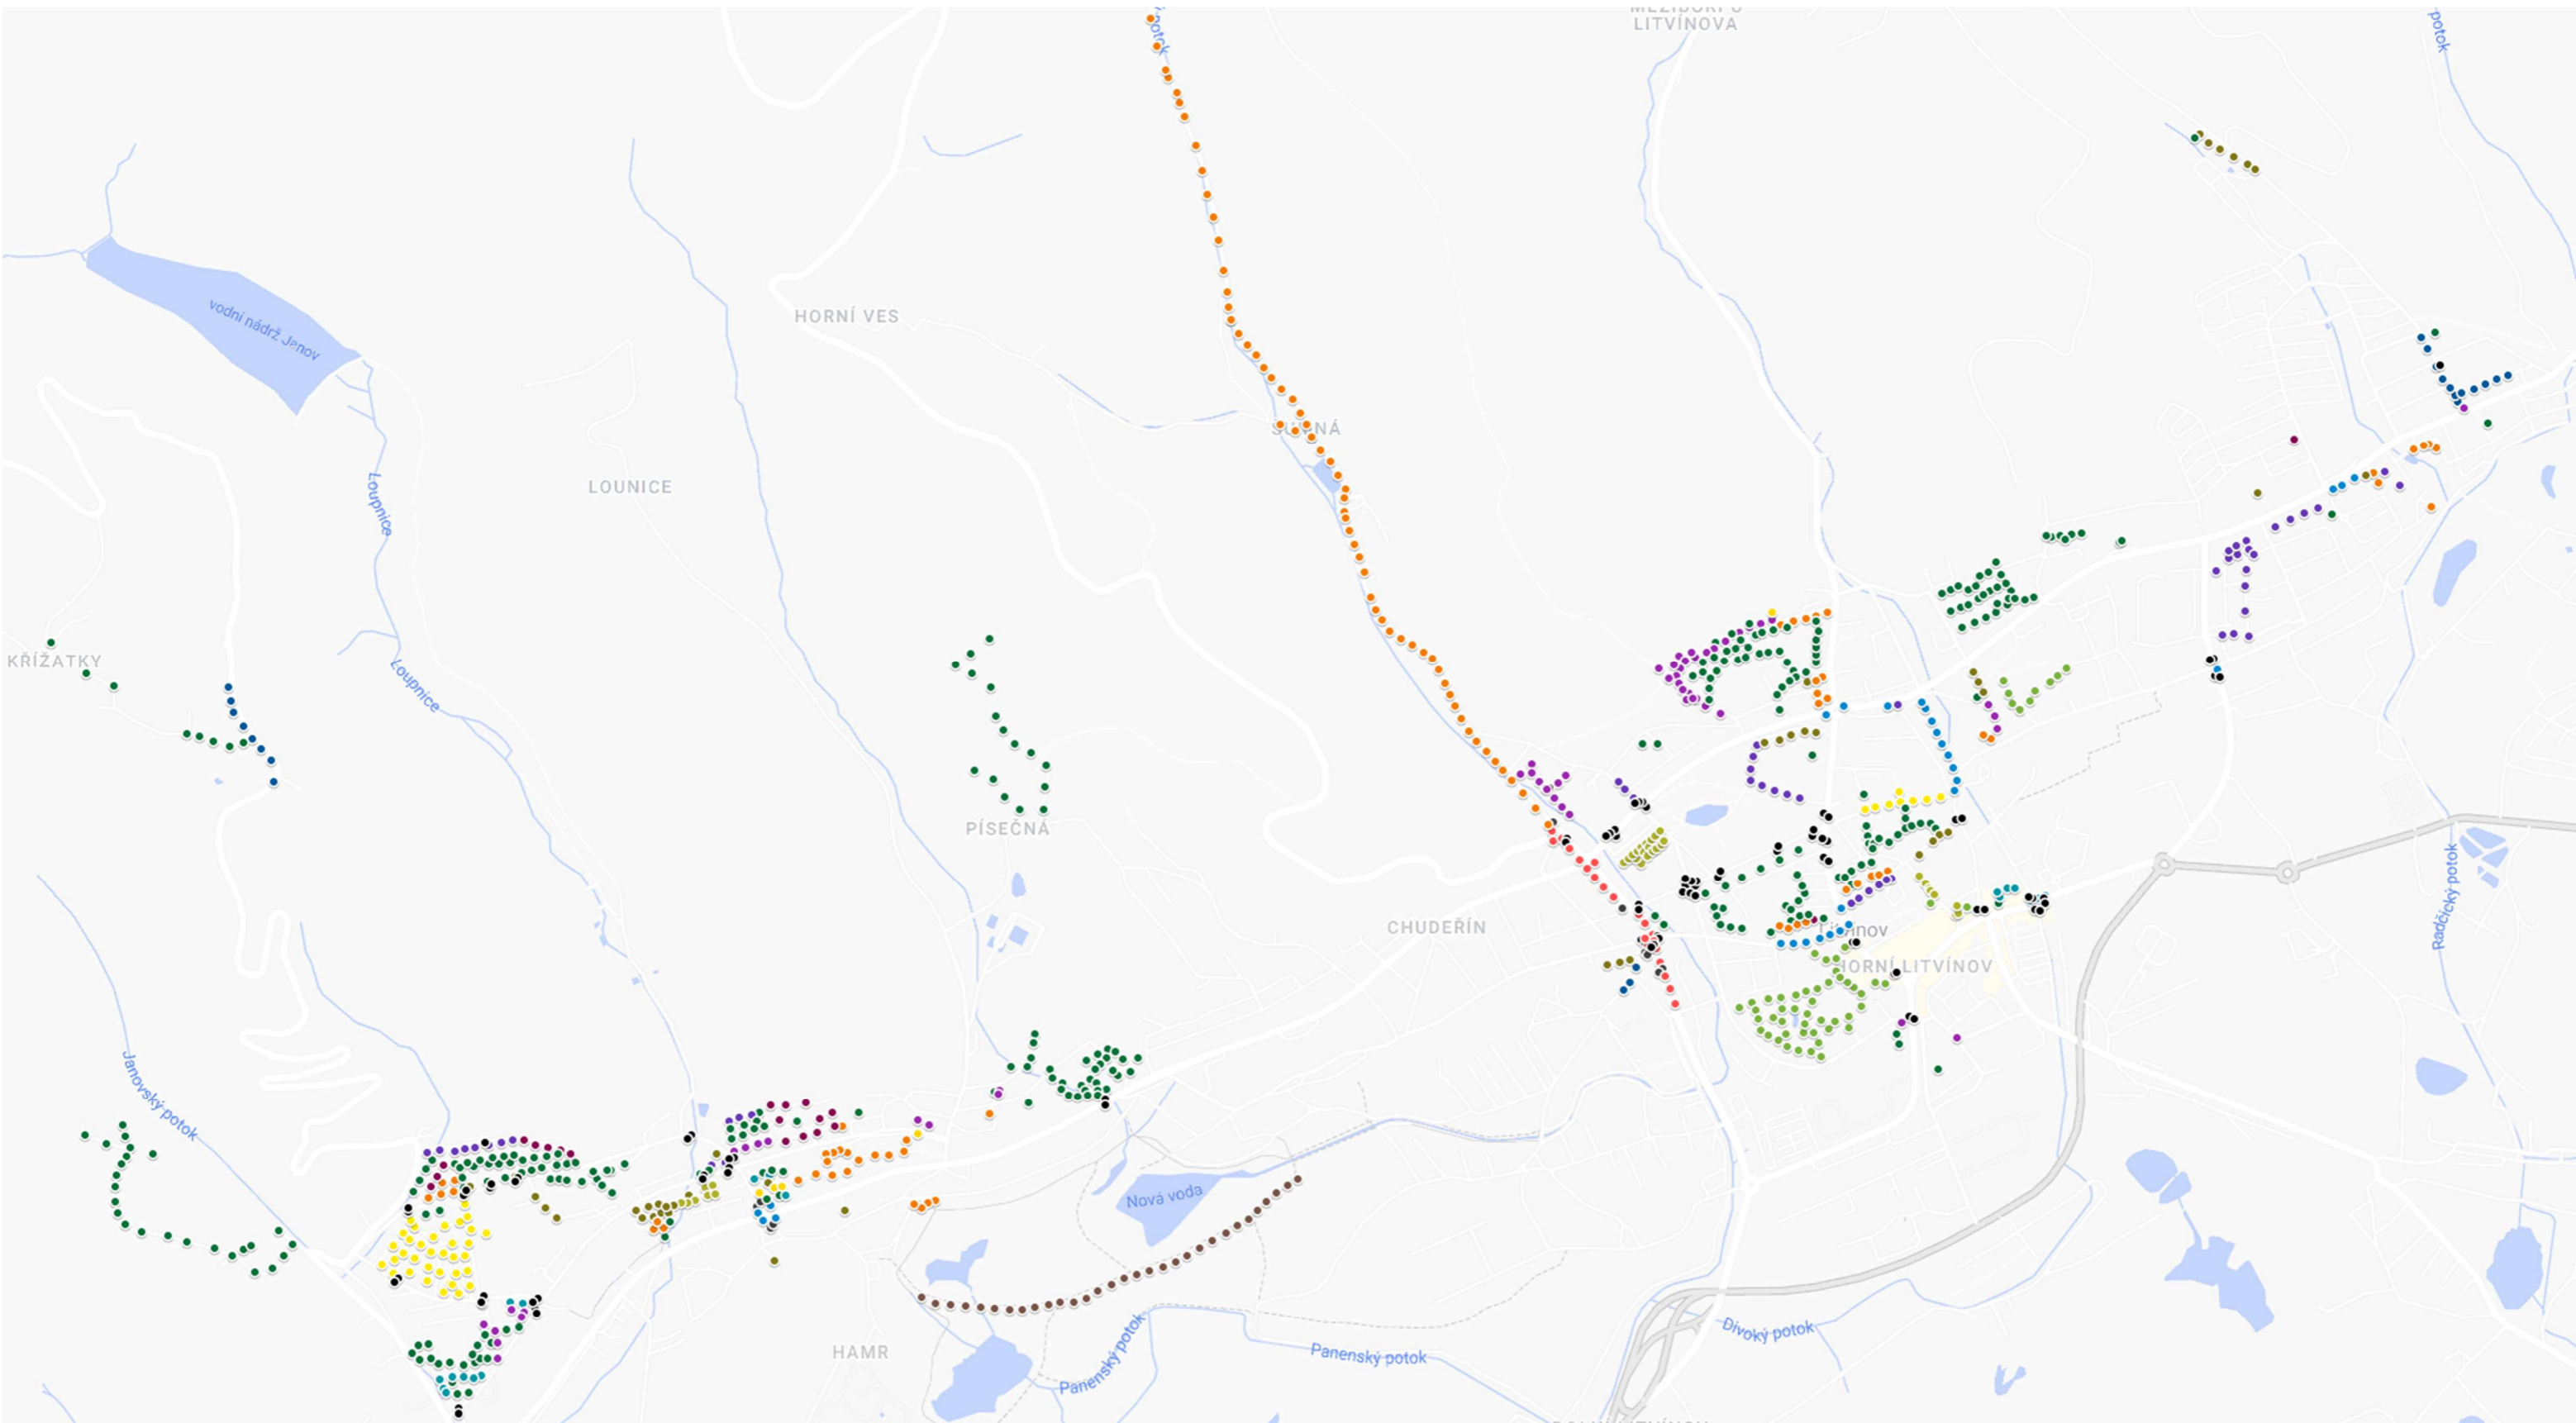 potok
LITVÍNOVA
potok
vodní nádrž Janov
HORNÍ VES
LOUNICE
Loupnice
KŘÍŽATKY
Loupnice
PÍSEČNÁ
CHUDEŘÍN
HORNÍ LITVÍNOV
Radčický potok
Janovský potok
Nová voda
HAMR
Panenský potok
Panenský potok
Divoký potok